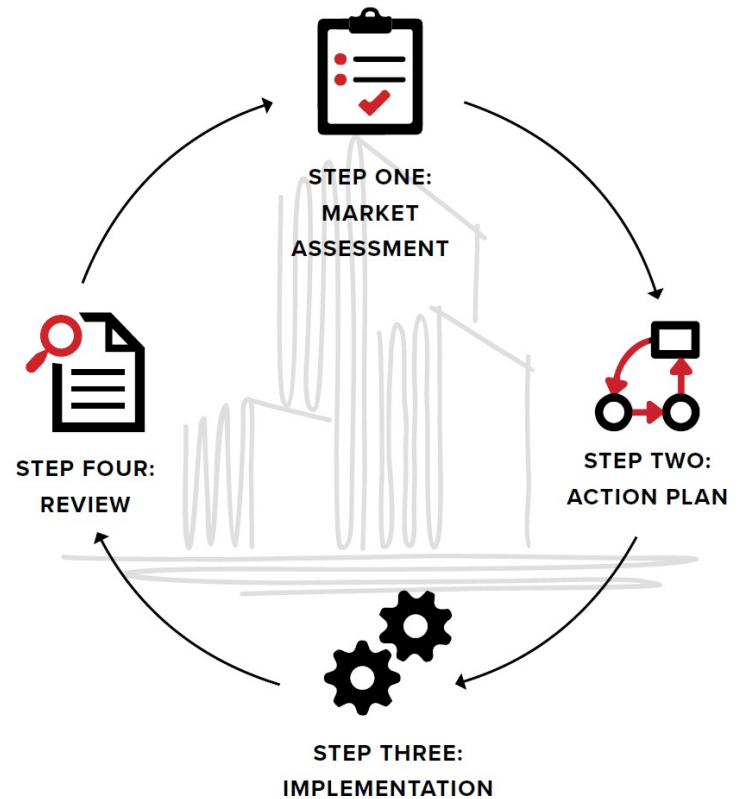 STEP ONE:
MARKET
ASSESSMENT
STEP TWO:
ACTION PLAN
STEP THREE:
IMPLEMENTATION
STEP FOUR:
REVIEW